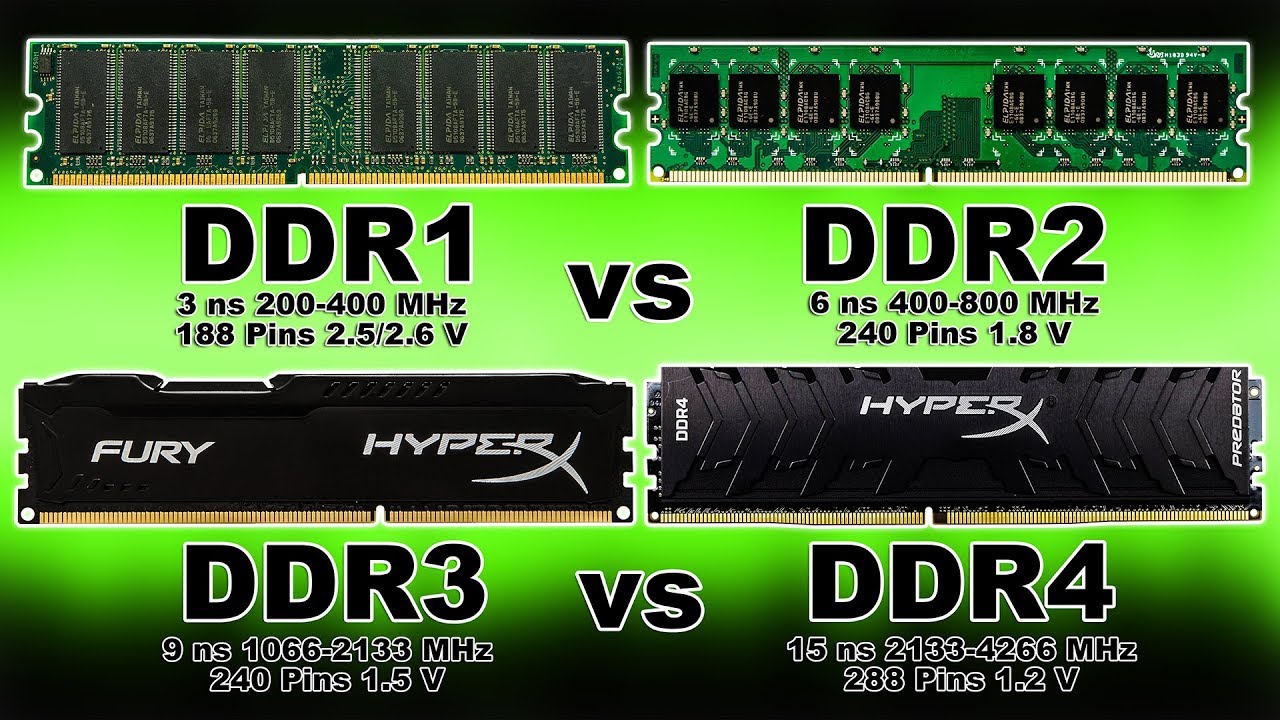 DDR1
3 ns 200-400 MHz
188 Pins 2.5/2.6 V
vs
DDR2
6 ns 400-800 MHz
240 Pins 1.8 V
FURY
HYPERX
DDR4
HYPERX
PREDATOR
DDR3
9 ns 1066-2133 MHz
240 Pins 1.5 V
vs
DDR4
15 ns 2133-4266 MHz
288 Pins 1.2 V